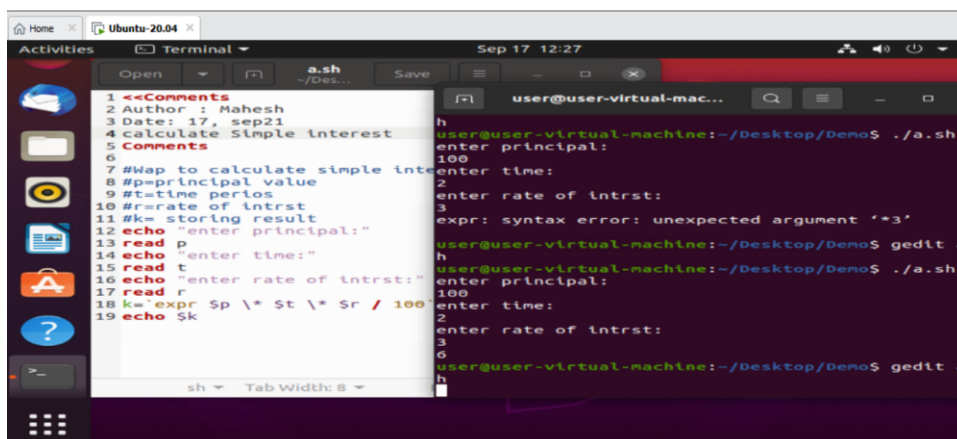 Home
Ubuntu-20.04
Activities
Terminal
Sep 17 12:27
Open
a.sh
~/Des...
Save
1 <<Comments
2 Author : Mahesh
3 Date: 17, sep21
4 calculate Simple interest
5 Comments
6
7 #Wap to calculate simple inte
8 #p=principal value
9 #t=time perios
10 #r=rate of intrst
11 #k= storing result
12 echo "enter principal:"
13 read p
14 echo "enter time:"
15 read t
16 echo "enter rate of intrst:"
17 read r
18 k=`expr $p \* $t \* $r / 100`
19 echo $k
sh
Tab Width: 8
user@user-virtual-mac...
h
user@user-virtual-machine:~/Desktop/Demo$ ./a.sh
enter principal:
100
enter time:
2
enter rate of intrst:
3
expr: syntax error: unexpected argument ‘*3’
user@user-virtual-machine:~/Desktop/Demo$ gedit
h
user@user-virtual-machine:~/Desktop/Demo$ ./a.sh
enter principal:
100
enter time:
2
enter rate of intrst:
3
6
user@user-virtual-machine:~/Desktop/Demo$ gedit
h